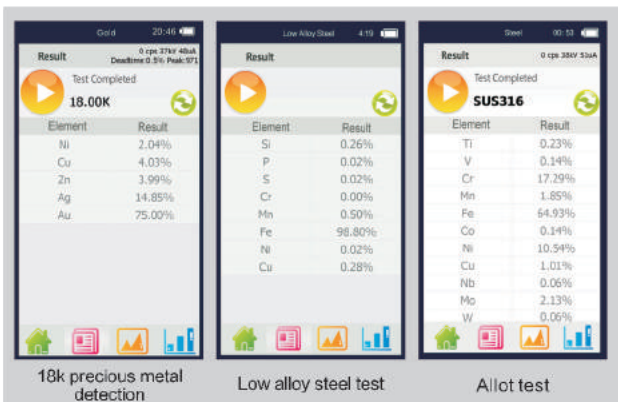 Gold 20:46
Result 0 cps 37kV 48uA
Deadtime:0.5% Peak:971
Test Completed
18.00K
Element Result
Ni 2.04%
Cu 4.03%
Zn 3.99%
Ag 14.85%
Au 75.00%
18k precious metal
detection
Low Alloy Steel 4:19
Result
Element Result
Si 0.26%
P 0.02%
S 0.02%
Cr 0.00%
Mn 0.50%
Fe 98.80%
Ni 0.02%
Cu 0.28%
Low alloy steel test
Steel 00:53
Result 0 cps 38kV 53uA
Test Completed
SUS316
Element Result
Ti 0.23%
V 0.14%
Cr 17.29%
Mn 1.85%
Fe 64.93%
Co 0.14%
Ni 10.54%
Cu 1.01%
Nb 0.06%
Mo 2.13%
W 0.06%
Allot test